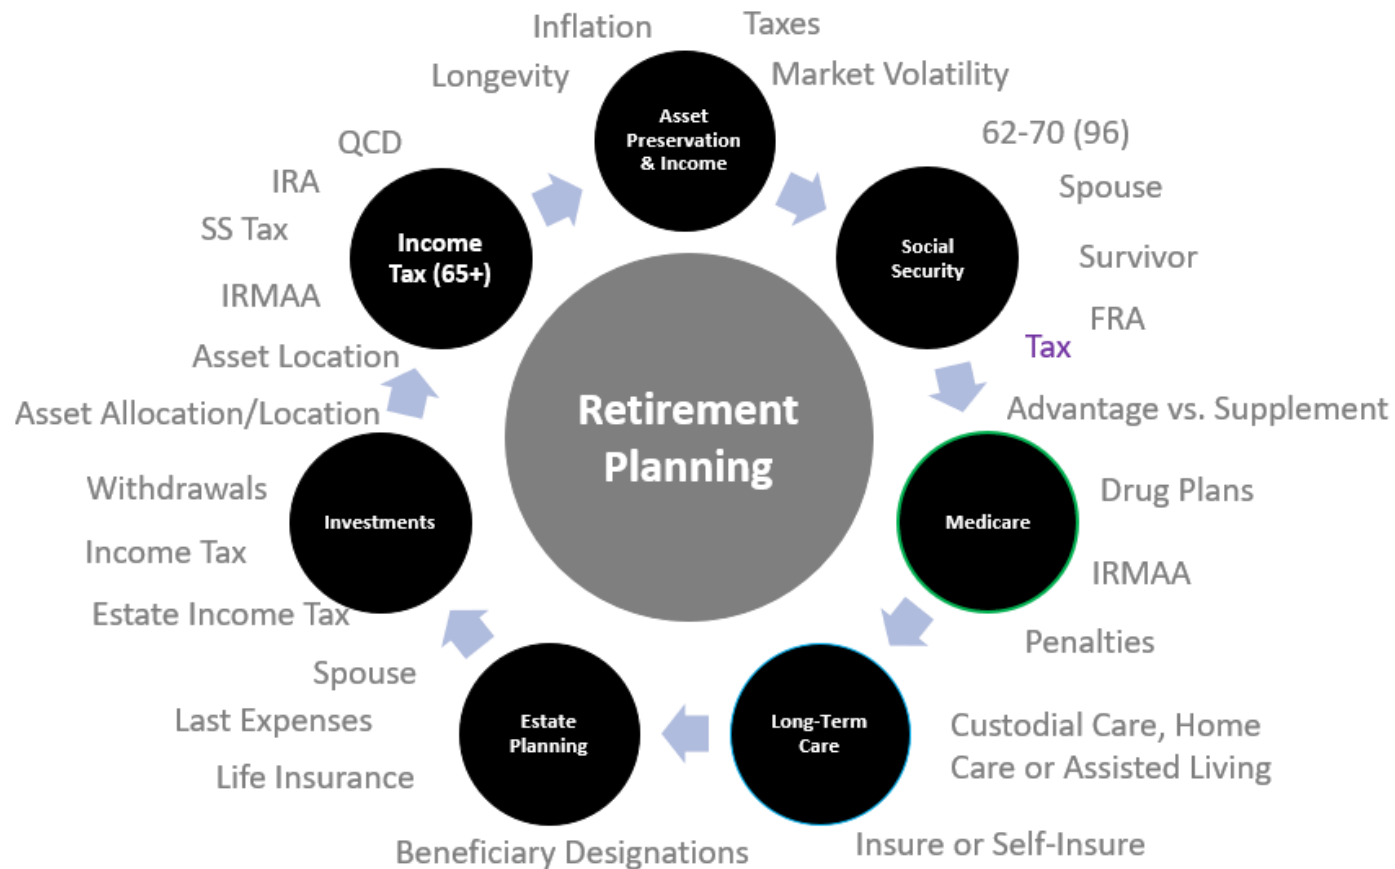 Inflation
Taxes
Longevity
Market Volatility
Asset
Preservation
& Income
62-70 (96)
Spouse
Survivor
FRA
Tax
Social
Security
Advantage vs. Supplement
Drug Plans
IRMAA
Penalties
Medicare
Custodial Care, Home
Care or Assisted Living
Insure or Self-Insure
Long-Term
Care
Estate
Planning
Spouse
Last Expenses
Life Insurance
Beneficiary Designations
Investments
Asset Allocation/Location
Withdrawals
Income Tax
Estate Income Tax
Income
Tax (65+)
QCD
IRA
SS Tax
IRMAA
Asset Location
Retirement
Planning